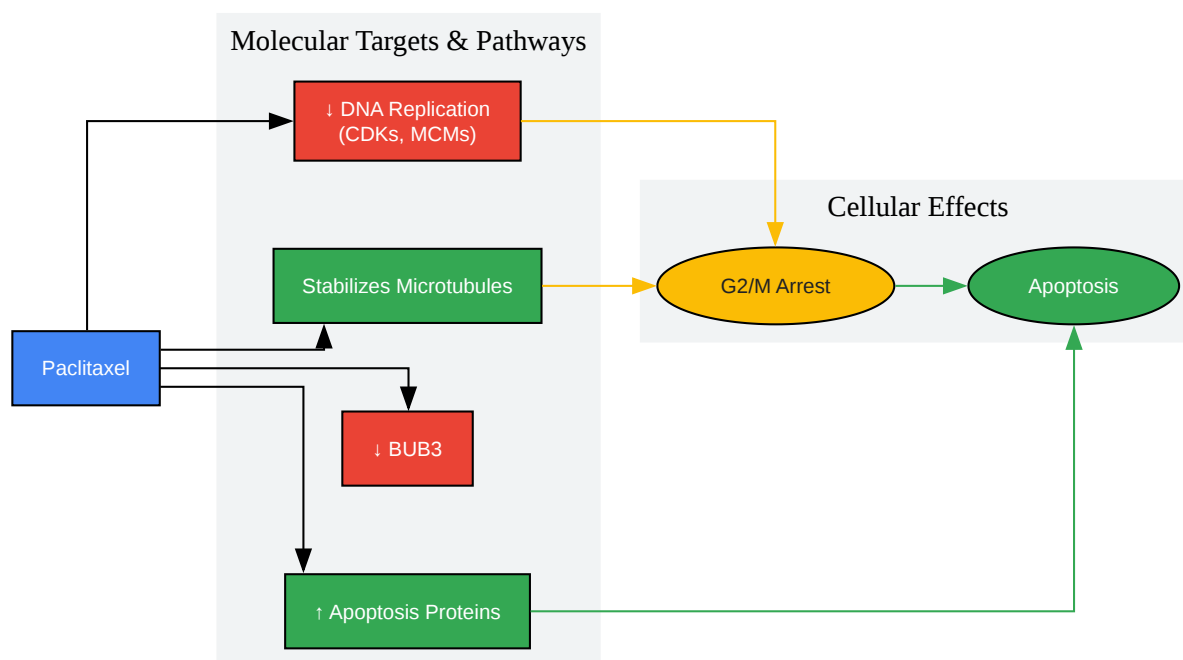 Molecular Targets & Pathways
↓ DNA Replication
(CDKs, MCMs)
Cellular Effects
Stabilizes Microtubules
G2/M Arrest
Apoptosis
Paclitaxel
↓ BUB3
↑ Apoptosis Proteins